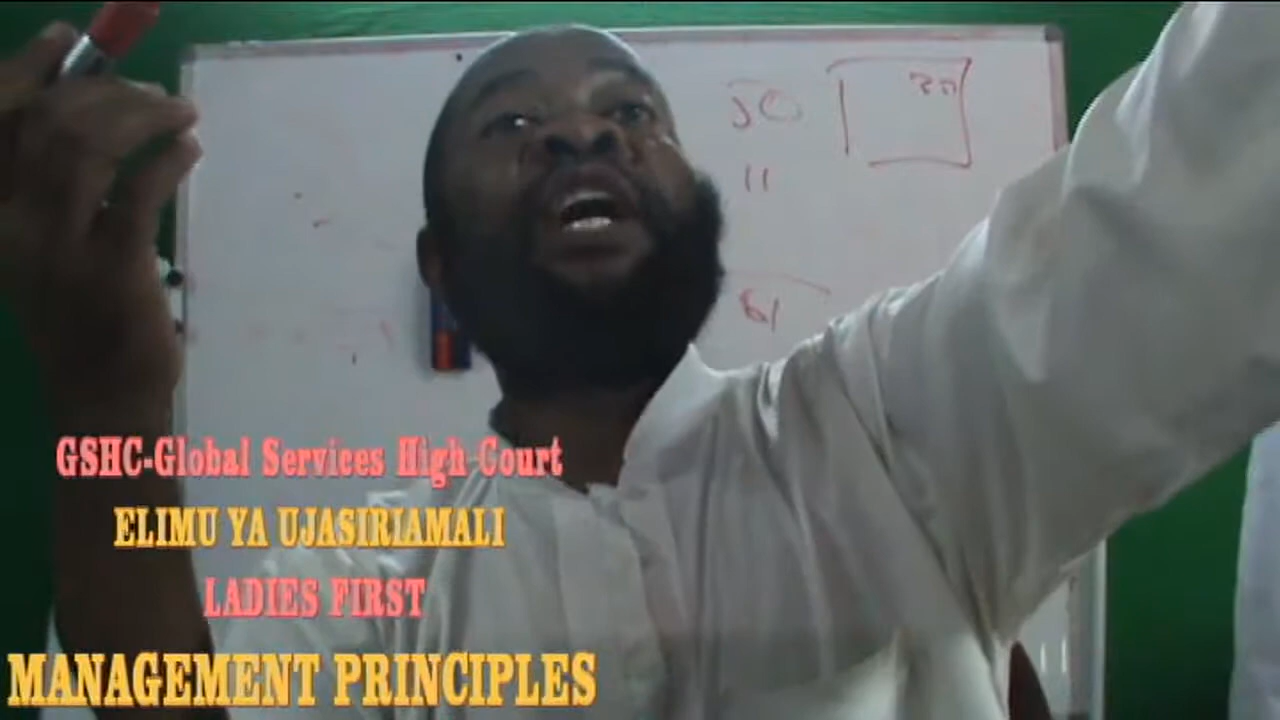 GSHC-Global Services High Court
ELIMU YA UJASIRIAMALI
LADIES FIRST
MANAGEMENT PRINCIPLES